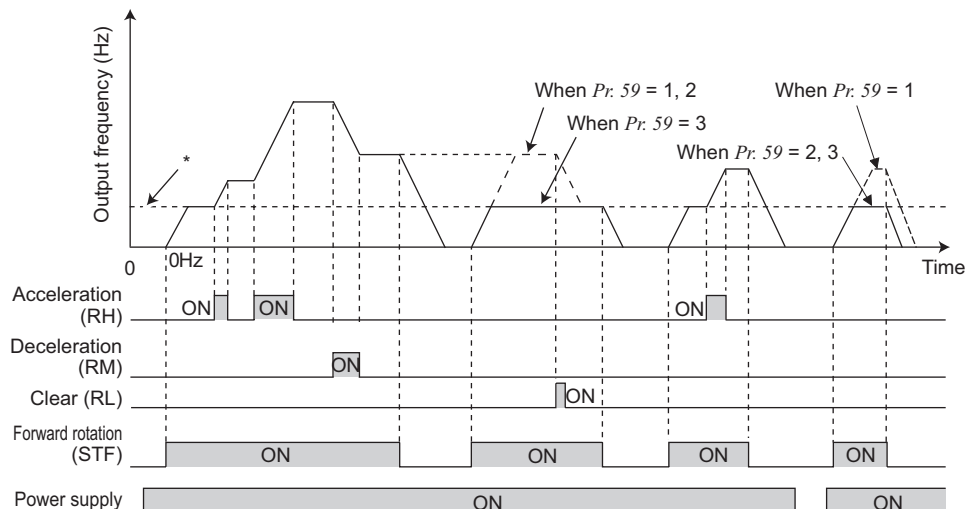 Output frequency (Hz)
*
When Pr. 59 = 1, 2
When Pr. 59 = 3
When Pr. 59 = 1
When Pr. 59 = 2, 3
0
0Hz
Time
Acceleration
(RH)
ON
ON
ON
Deceleration
(RM)
ON
Clear (RL)
ON
Forward rotation
(STF)
ON
ON
ON
ON
Power supply
ON
ON